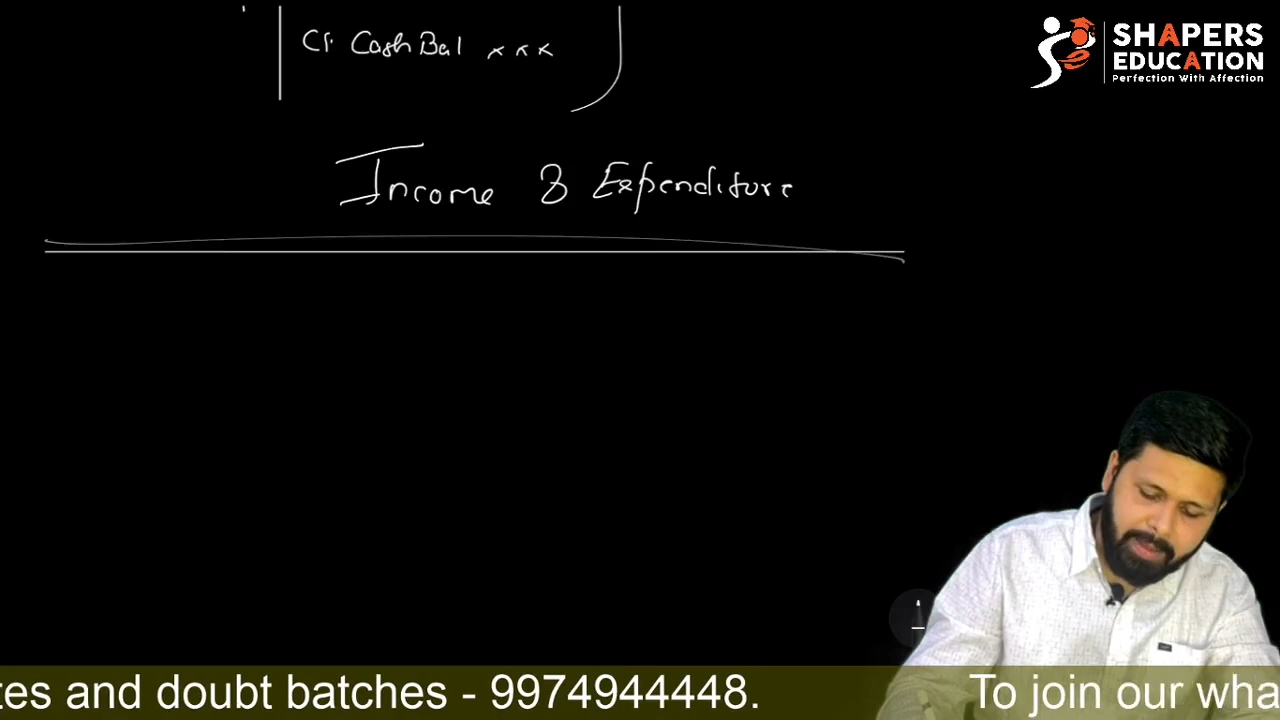 Cl. Cash Bal xxx
SHAPERS
EDUCATION
Perfection With Affection
Income & Expenditure
tes and doubt batches - 9974944448. To join our wha